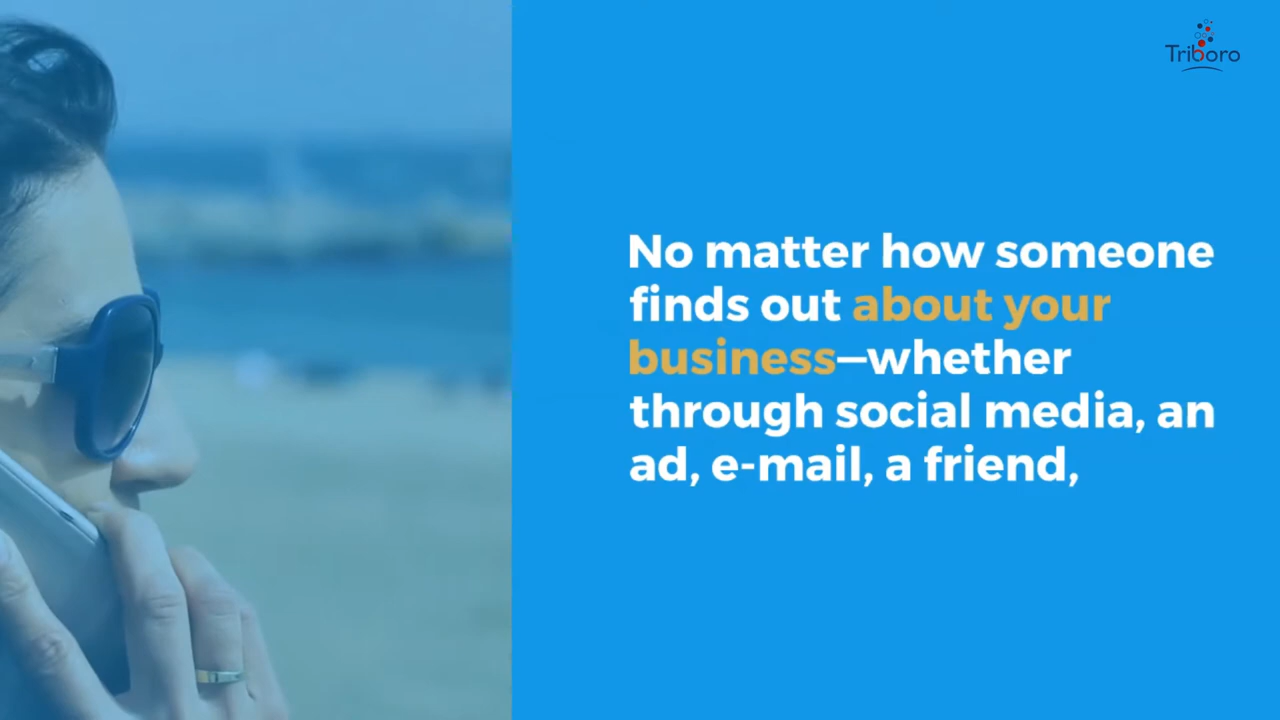 Triboro
No matter how someone
finds out about your
business—whether
through social media, an
ad, e-mail, a friend,